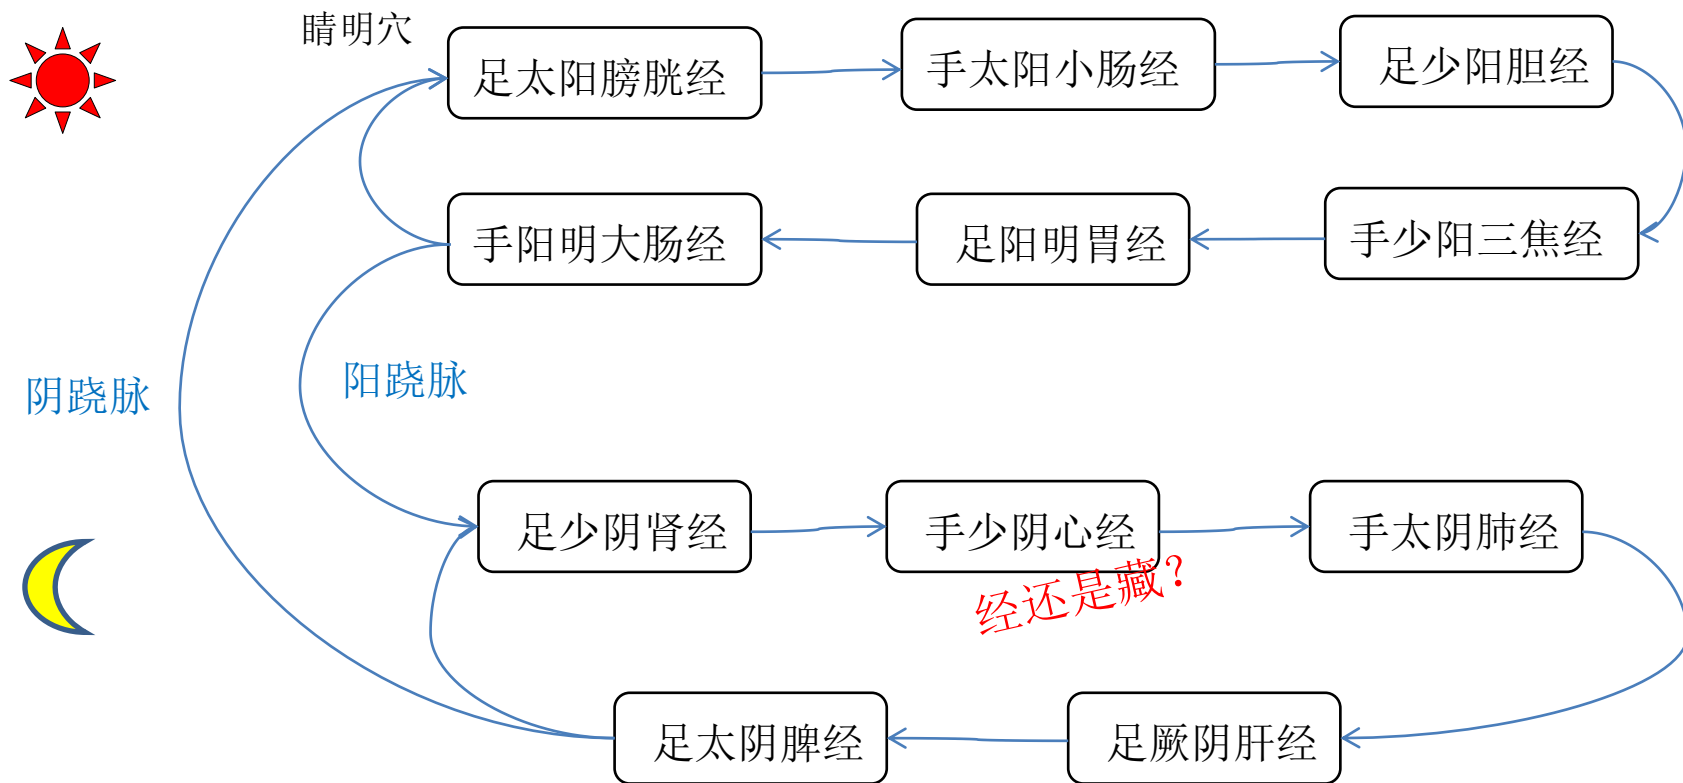 睛明穴
足太阳膀胱经
手太阳小肠经
足少阳胆经
手阳明大肠经
足阳明胃经
手少阳三焦经
阴跷脉
阳跷脉
足少阴肾经
手少阴心经
手太阴肺经
经还是藏？
足太阴脾经
足厥阴肝经